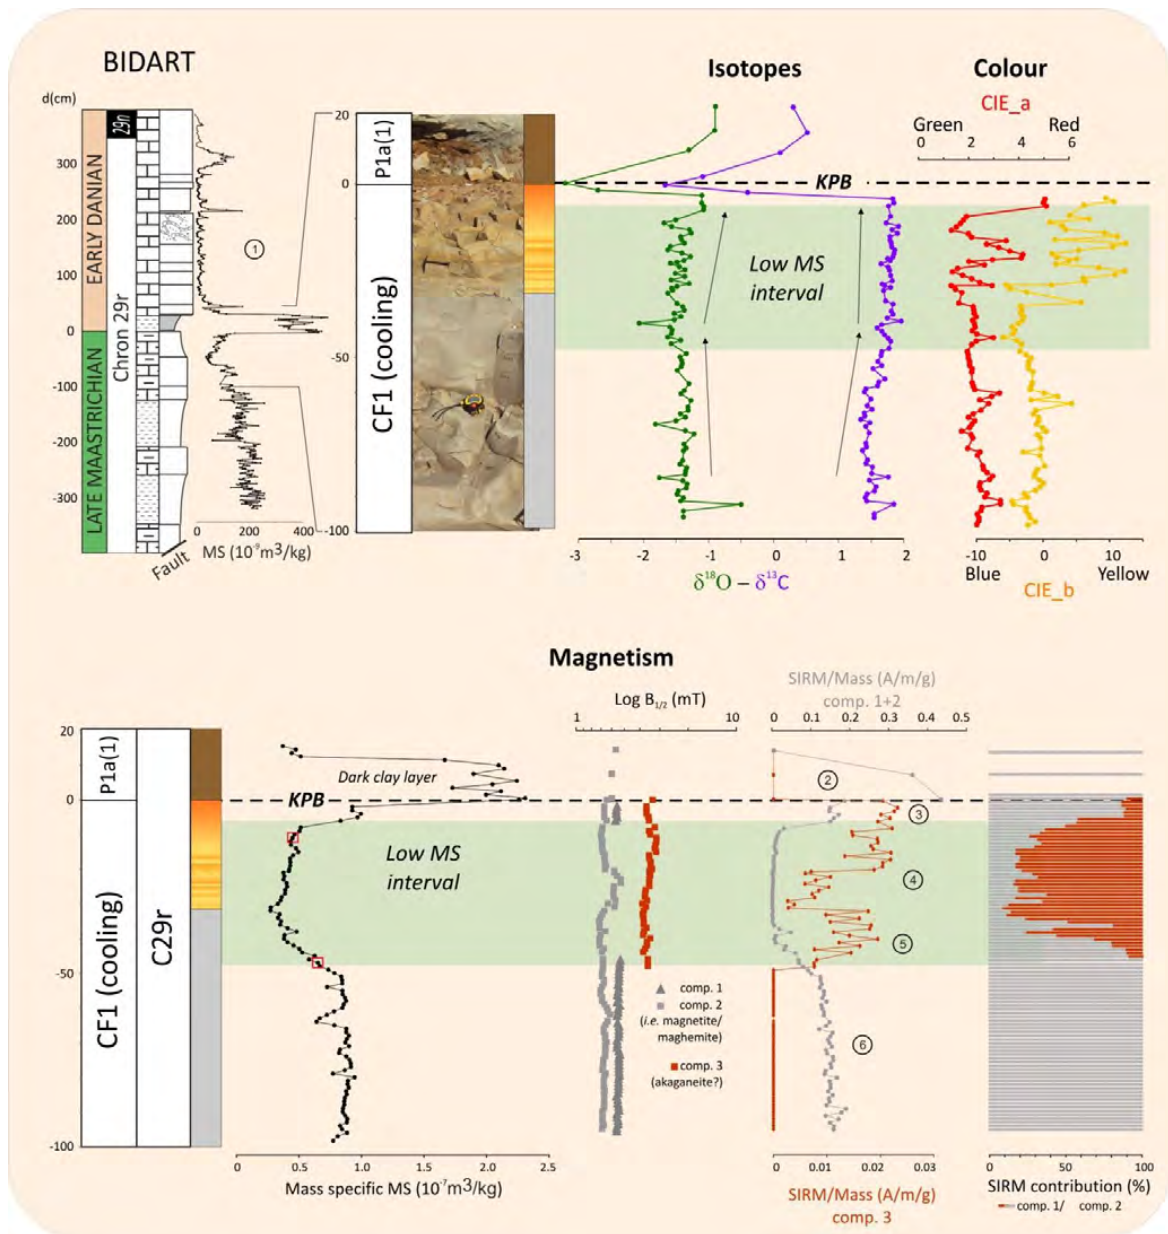 BIDART
Isotopes
Colour
d(cm)
CIE_a
Green
Red
0 2 4 6
29n
300
200
100
0
-100
-200
-300
EARLY DANIAN
LATE MAASTRICHIAN
Chron 29r
1
0 200 400
MS (10⁻⁹m3/kg)
Fault
20
0
-50
-100
P1a(1)
CF1 (cooling)
KPB
Low MS
interval
-3 -2 -1 0 1 2
δ¹⁸O – δ¹³C
-10 0 10
Blue
Yellow
CIE_b
Magnetism
Log B1/2 (mT)
1 10
SIRM/Mass (A/m/g)
comp. 1+2
0 0.1 0.2 0.3 0.4 0.5
20
0
-50
-100
P1a(1)
CF1 (cooling)
C29r
Dark clay layer
KPB
Low MS
interval
2
3
4
5
6
comp. 1
comp. 2
(i.e. magnetite/
maghemite)
comp. 3
(akaganeite?)
0 0.5 1.0 1.5 2.0 2.5
Mass specific MS (10⁻⁷m3/kg)
0 0.01 0.02 0.03
SIRM/Mass (A/m/g)
comp. 3
0 50 100
SIRM contribution (%)
comp. 1/ comp. 2